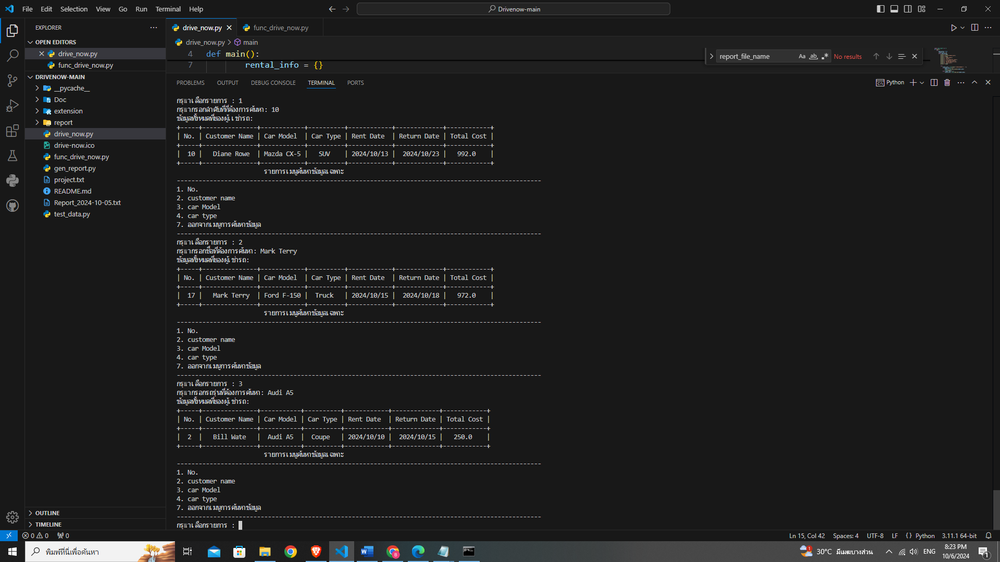 File Edit Selection View Go Run Terminal Help
Drivenow-main
EXPLORER
OPEN EDITORS
drive_now.py
func_drive_now.py
DRIVENOW-MAIN
__pycache__
Doc
extension
report
drive_now.py
drive-now.ico
func_drive_now.py
gen_report.py
project.txt
README.md
Report_2024-10-05.txt
test_data.py
OUTLINE
TIMELINE
drive_now.py func_drive_now.py
drive_now.py > main
4 def main():
7 rental_info = {}
report_file_name Aa ab No results
PROBLEMS OUTPUT DEBUG CONSOLE TERMINAL PORTS
Python
กรุณาเลือกรายการ : 1
กรุณากรอกลำดับที่ที่ต้องการค้นหา: 10
ข้อมูลทั้งหมดที่ของผู้เเช่ารถ:
+-----+---------------+------------+----------+------------+-------------+------------+
| No. | Customer Name | Car Model | Car Type | Rent Date | Return Date | Total Cost |
+-----+---------------+------------+----------+------------+-------------+------------+
| 10 | Diane Rowe | Mazda CX-5 | SUV | 2024/10/13 | 2024/10/23 | 992.0 |
+-----+---------------+------------+----------+------------+-------------+------------+
รายการเมนูค้นหาข้อมูลเฉพาะ
----------------------------------------------------------------------------------------------------
1. No.
2. customer name
3. car Model
4. car type
7. ออกจากเมนูการค้นหาข้อมูล
----------------------------------------------------------------------------------------------------
กรุณาเลือกรายการ : 2
กรุณากรอกชื่อที่ต้องการค้นหา: Mark Terry
ข้อมูลทั้งหมดที่ของผู้เช่ารถ:
+-----+---------------+------------+----------+------------+-------------+------------+
| No. | Customer Name | Car Model | Car Type | Rent Date | Return Date | Total Cost |
+-----+---------------+------------+----------+------------+-------------+------------+
| 17 | Mark Terry | Ford F-150 | Truck | 2024/10/15 | 2024/10/18 | 972.0 |
+-----+---------------+------------+----------+------------+-------------+------------+
รายการเมนูค้นหาข้อมูลเฉพาะ
----------------------------------------------------------------------------------------------------
1. No.
2. customer name
3. car Model
4. car type
7. ออกจากเมนูการค้นหาข้อมูล
----------------------------------------------------------------------------------------------------
กรุณาเลือกรายการ : 3
กรุณากรอกรถรุ่นที่ต้องการค้นหา: Audi A5
ข้อมูลทั้งหมดที่ของผู้เช่ารถ:
+-----+---------------+-----------+----------+------------+-------------+------------+
| No. | Customer Name | Car Model | Car Type | Rent Date | Return Date | Total Cost |
+-----+---------------+-----------+----------+------------+-------------+------------+
| 2 | Bill Wate | Audi A5 | Coupe | 2024/10/10 | 2024/10/15 | 250.0 |
+-----+---------------+-----------+----------+------------+-------------+------------+
รายการเมนูค้นหาข้อมูลเฉพาะ
----------------------------------------------------------------------------------------------------
1. No.
2. customer name
3. car Model
4. car type
7. ออกจากเมนูการค้นหาข้อมูล
----------------------------------------------------------------------------------------------------
กรุณาเลือกรายการ :
0 0 0 Ln 15, Col 42 Spaces: 4 UTF-8 LF {} Python 3.11.1 64-bit
พิมพ์ที่นี่เพื่อค้นหา
30°C มีเมฆบางส่วน ENG
8:23 PM
10/6/2024